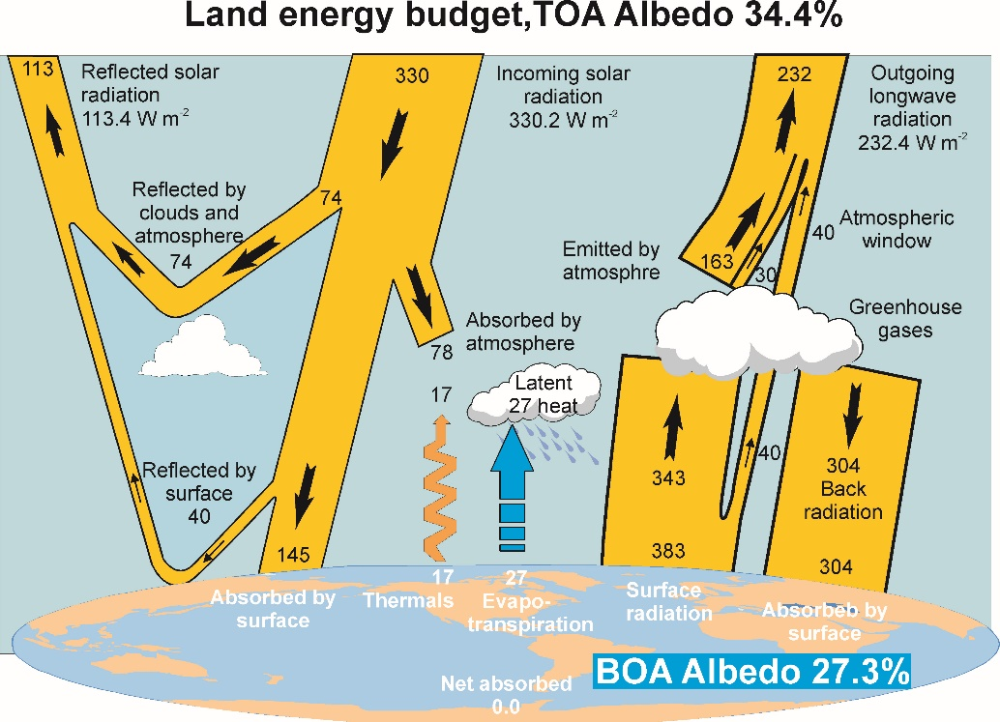 Land energy budget,TOA Albedo 34.4%
113
Reflected solar
radiation
113.4 W m-2
330
Incoming solar
radiation
330.2 W m-2
232
Outgoing
longwave
radiation
232.4 W m-2
Reflected by
clouds and
atmosphere
74
74
Emitted by
atmosphre
163
30
40
Atmospheric
window
Greenhouse
gases
Absorbed by
atmosphere
78
17
Latent
27 heat
Reflected by
surface
40
145
343
383
40
304
Back
radiation
304
Absorbed by
surface
17
Thermals
27
Evapo-
transpiration
Surface
radiation
Absorbeb by
surface
Net absorbed
0.0
BOA Albedo 27.3%